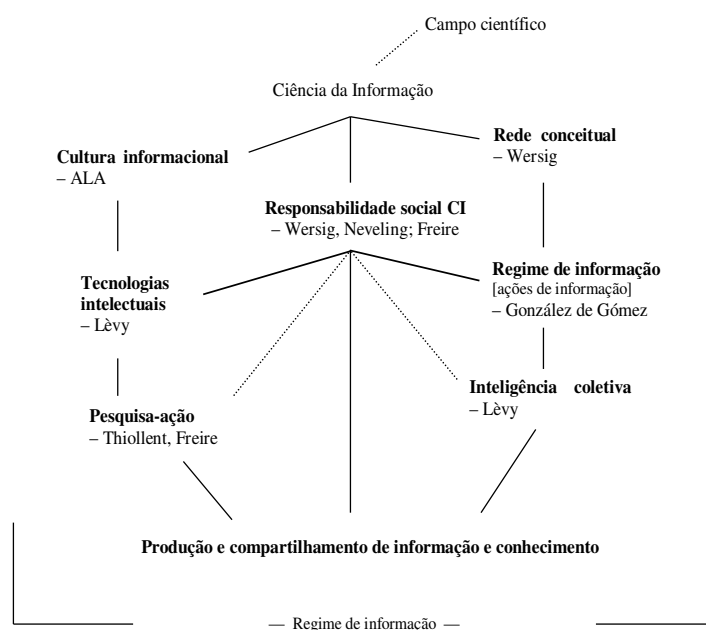 Campo científico
Ciência da Informação
Cultura informacional
– ALA
Rede conceitual
– Wersig
Responsabilidade social CI
– Wersig, Neveling; Freire
Tecnologias
intelectuais
– Lèvy
Regime de informação
[ações de informação]
– González de Gómez
Pesquisa-ação
– Thiollent, Freire
Inteligência coletiva
– Lèvy
Produção e compartilhamento de informação e conhecimento
— Regime de informação —